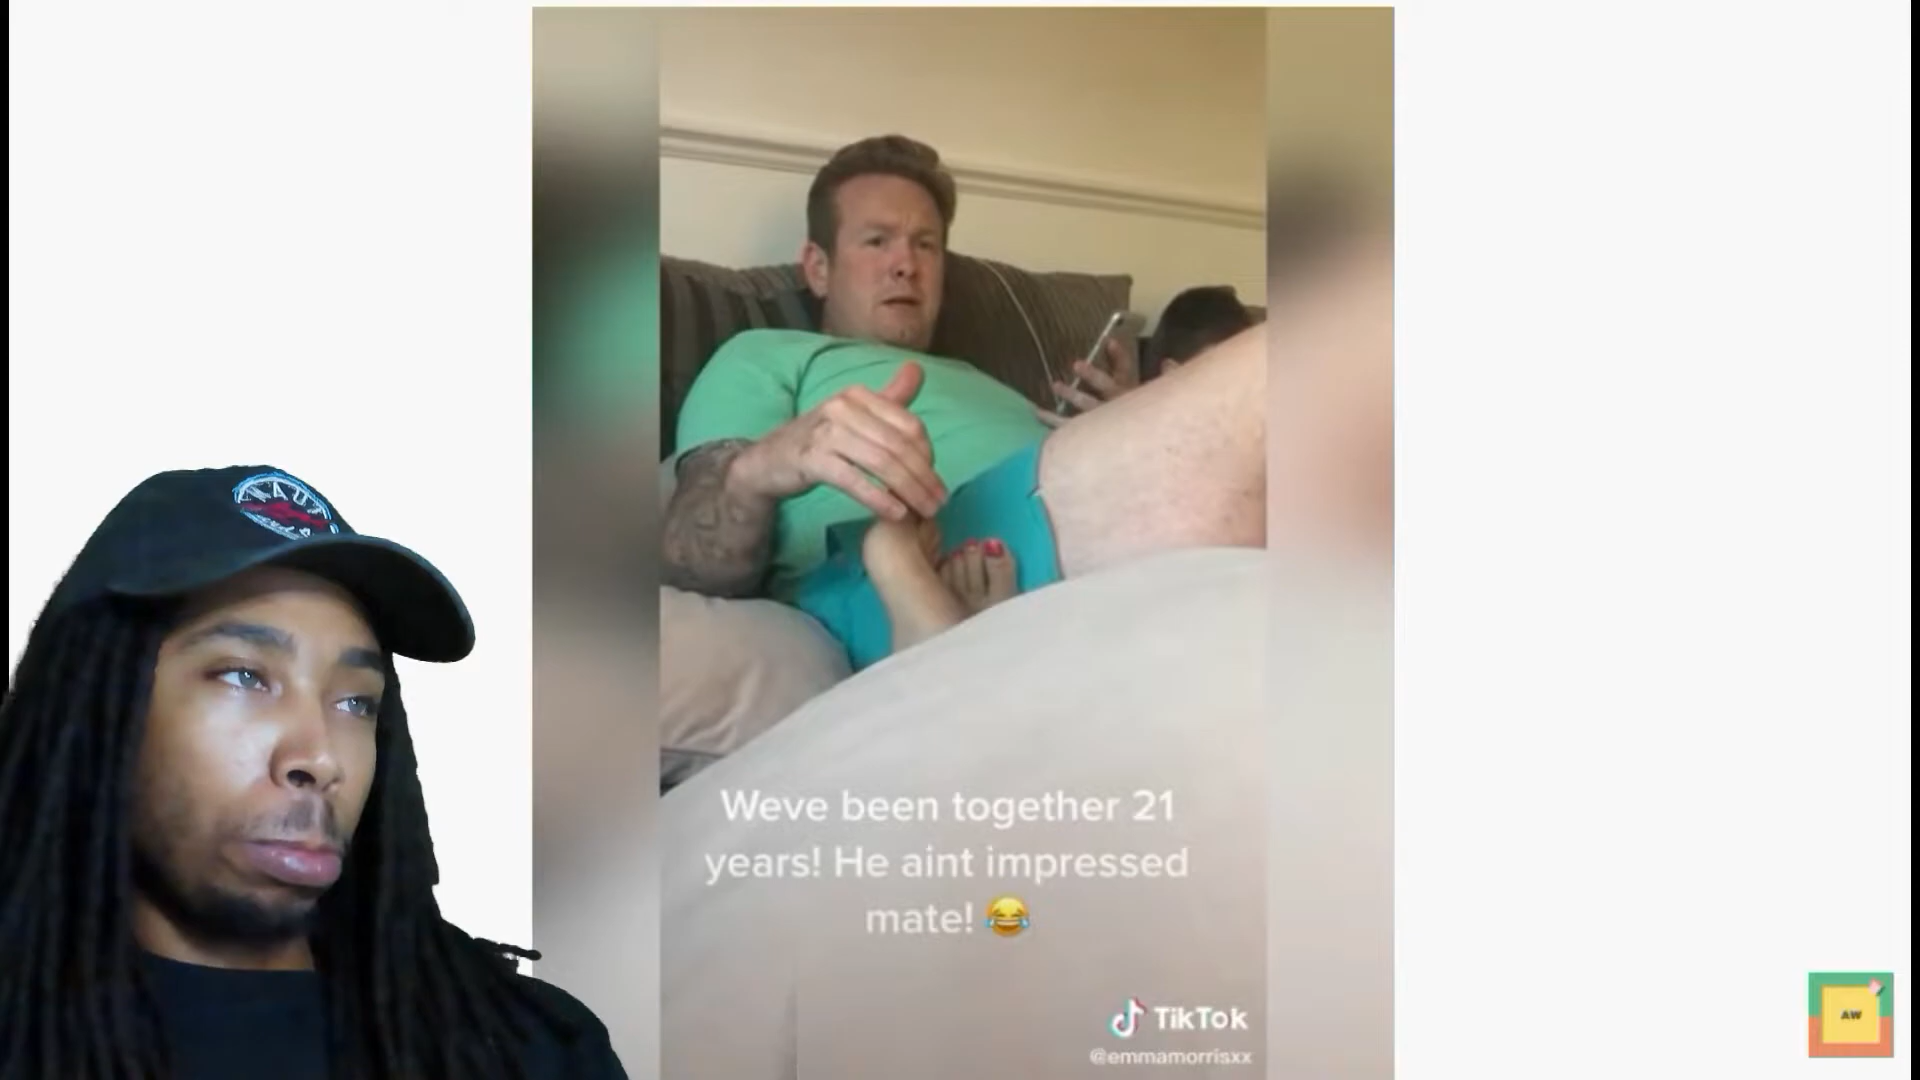 Weve been together 21
years! He aint impressed
mate! 😂
TikTok
@emmamorrisxx
AW